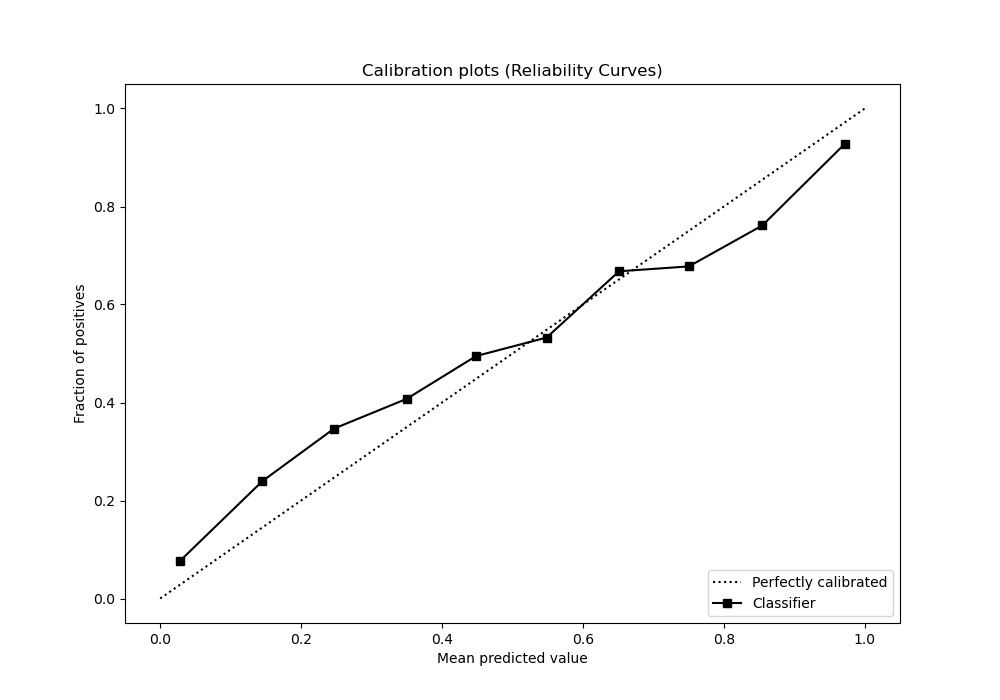 Calibration plots (Reliability Curves)
1.0
0.8
0.6
0.4
0.2
0.0
Fraction of positives
0.0 0.2 0.4 0.6 0.8 1.0
Mean predicted value
Perfectly calibrated
Classifier